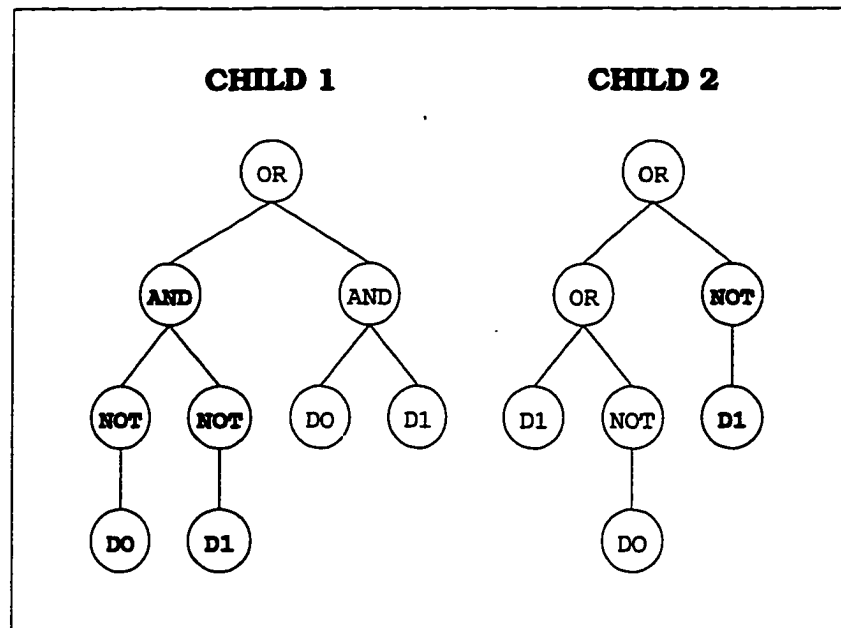 CHILD 1 CHILD 2
OR OR
AND AND OR NOT
NOT NOT DO D1 D1 NOT D1
DO D1 DO